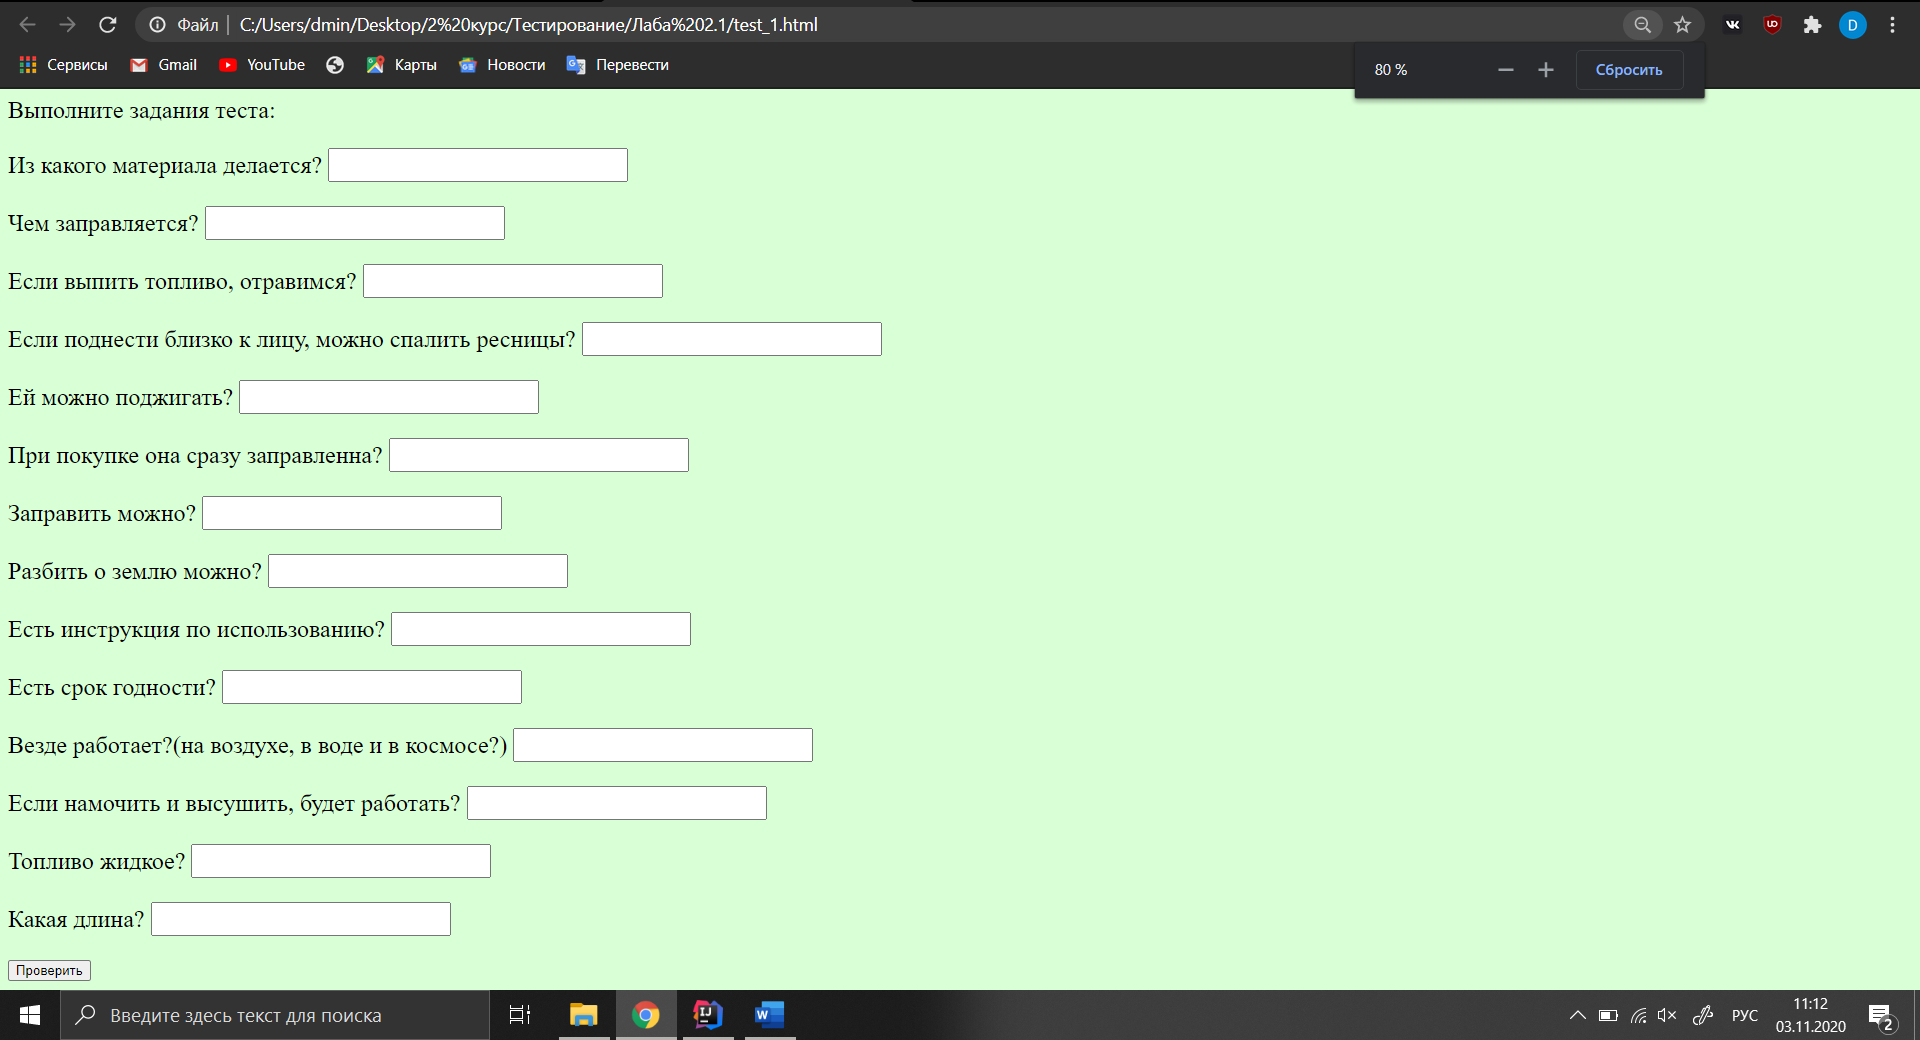 Файл C:/Users/dmin/Desktop/2%20курс/Тестирование/Лаба%202.1/test_1.html
Сервисы Gmail YouTube Карты Новости Перевести
80 % Сбросить
Выполните задания теста:
Из какого материала делается?
Чем заправляется?
Если выпить топливо, отравимся?
Если поднести близко к лицу, можно спалить ресницы?
Ей можно поджигать?
При покупке она сразу заправленна?
Заправить можно?
Разбить о землю можно?
Есть инструкция по использованию?
Есть срок годности?
Везде работает?(на воздухе, в воде и в космосе?)
Если намочить и высушить, будет работать?
Топливо жидкое?
Какая длина?
Проверить
Введите здесь текст для поиска
РУС
11:12
03.11.2020
2